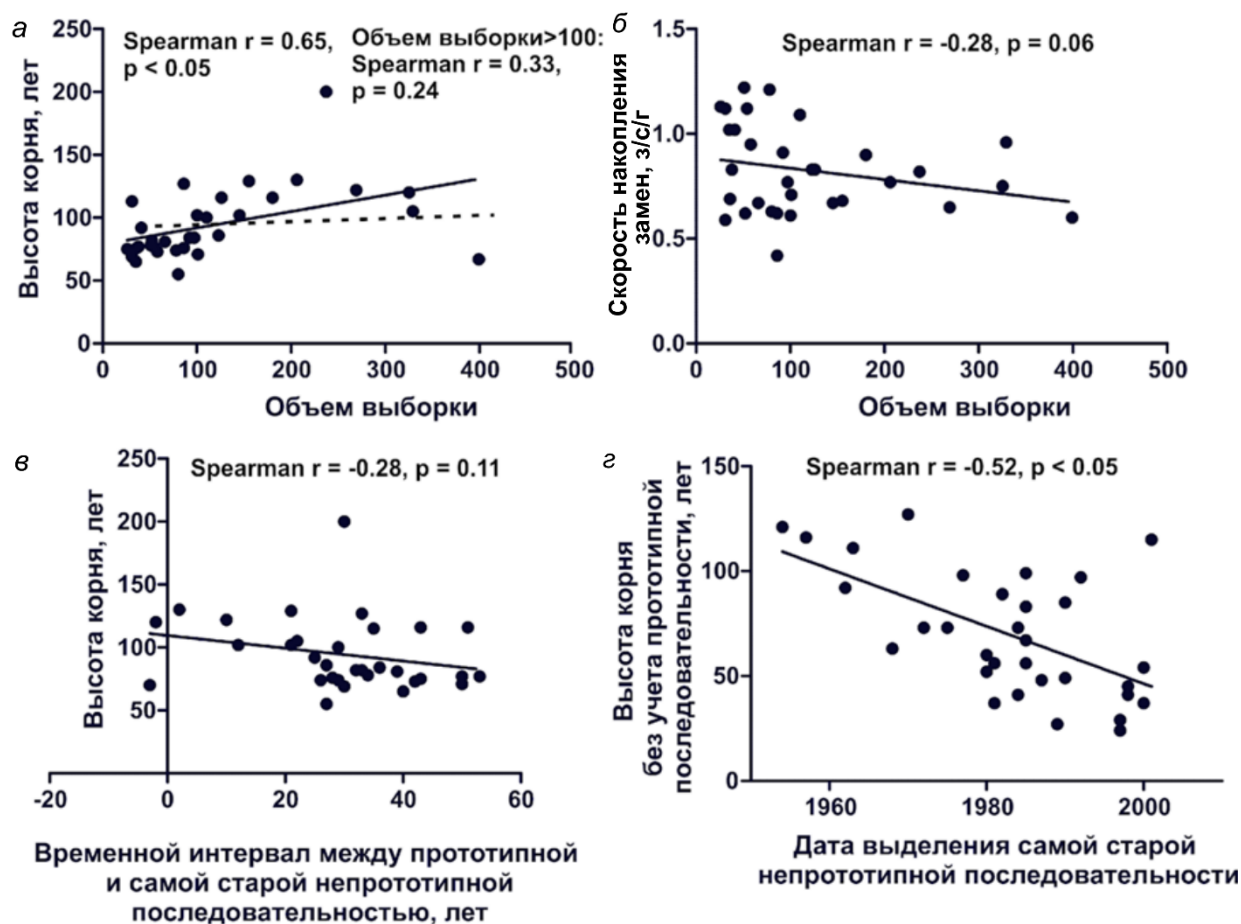 а
Spearman r = 0.65,
p < 0.05
Объем выборки>100:
Spearman r = 0.33,
p = 0.24
Высота корня, лет
250
200
150
100
50
0
0 100 200 300 400 500
Объем выборки
б
Spearman r = -0.28, p = 0.06
Скорость накопления
замен, з/с/г
1.5
1.0
0.5
0.0
0 100 200 300 400 500
Объем выборки
в
Spearman r = -0.28, p = 0.11
Высота корня, лет
250
200
150
100
50
-20 0 20 40 60
Временной интервал между прототипной
и самой старой непрототипной
последовательностью, лет
г
Spearman r = -0.52, p < 0.05
Высота корня
без учета прототипной
последовательности, лет
150
100
50
0
1960 1980 2000
Дата выделения самой старой
непрототипной последовательности